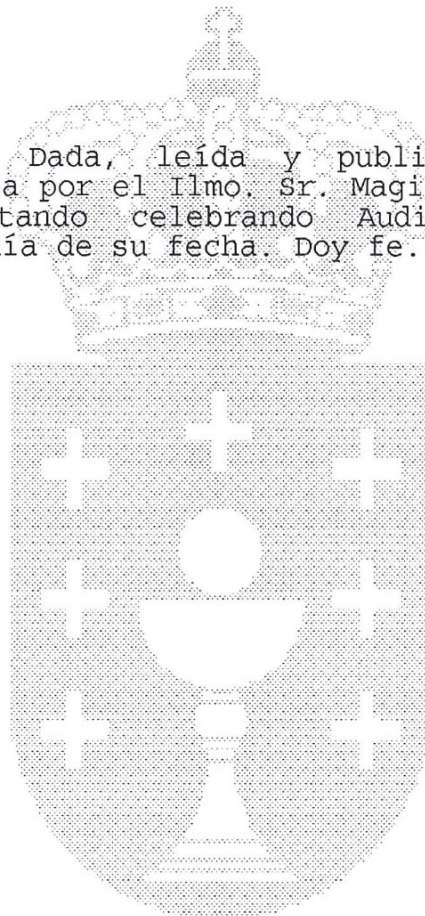 Dada, leída y publi
a por el Ilmo. Sr. Magi
tando celebrando Audi
ía de su fecha. Doy fe.